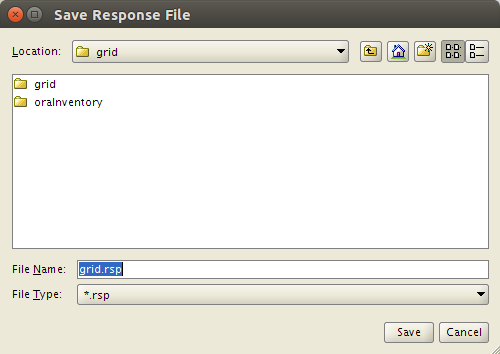 Save Response File
Location: grid
grid
oraInventory
File Name: grid.rsp
File Type: *.rsp
Save Cancel